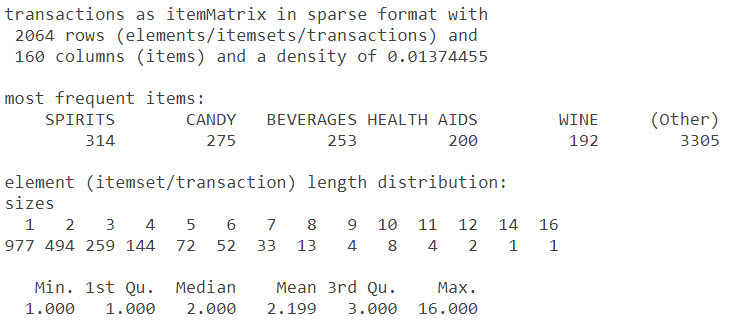 transactions as itemMatrix in sparse format with
2064 rows (elements/itemsets/transactions) and
160 columns (items) and a density of 0.01374455
most frequent items:
SPIRITS CANDY BEVERAGES HEALTH AIDS WINE (Other)
314 275 253 200 192 3305
element (itemset/transaction) length distribution:
sizes
1 2 3 4 5 6 7 8 9 10 11 12 14 16
977 494 259 144 72 52 33 13 4 8 4 2 1 1
Min. 1st Qu. Median Mean 3rd Qu. Max.
1.000 1.000 2.000 2.199 3.000 16.000